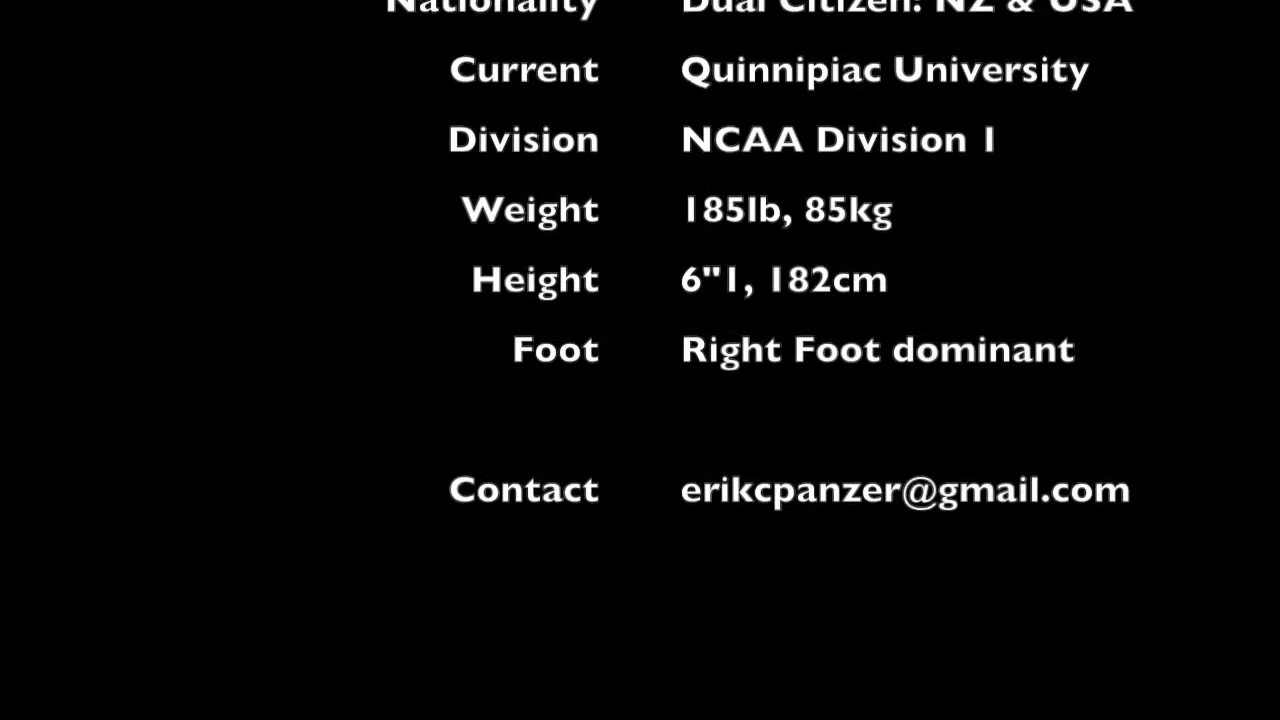 Nationality Dual Citizen: NZ & USA
Current Quinnipiac University
Division NCAA Division 1
Weight 185lb, 85kg
Height 6"1, 182cm
Foot Right Foot dominant
Contact erikcpanzer@gmail.com